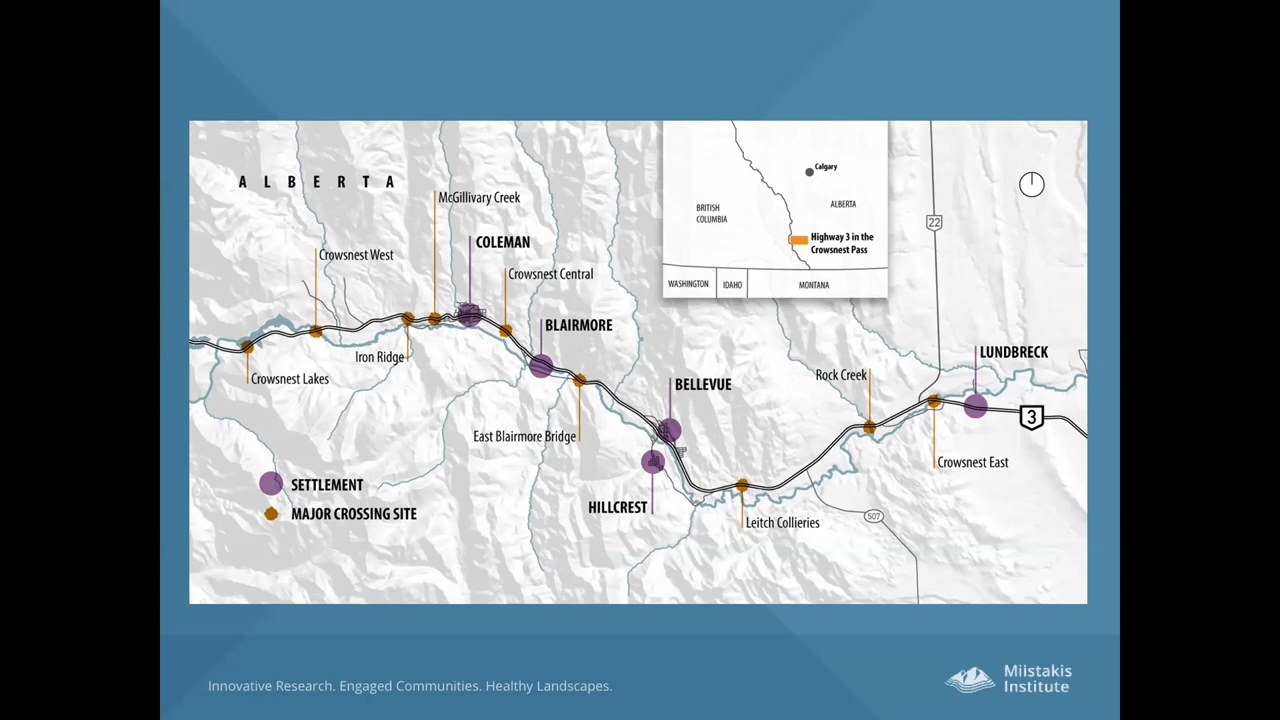 A L B E R T A
McGillivary Creek
COLEMAN
Crowsnest West
Crowsnest Central
BLAIRMORE
Iron Ridge
Crowsnest Lakes
BELLEVUE
East Blairmore Bridge
HILLCREST
Leitch Collieries
Rock Creek
LUNDBRECK
Crowsnest East
22
3
507
Calgary
BRITISH
COLUMBIA
ALBERTA
Highway 3 in the
Crowsnest Pass
WASHINGTON
IDAHO
MONTANA
SETTLEMENT
MAJOR CROSSING SITE
Innovative Research. Engaged Communities. Healthy Landscapes.
Miistakis
Institute